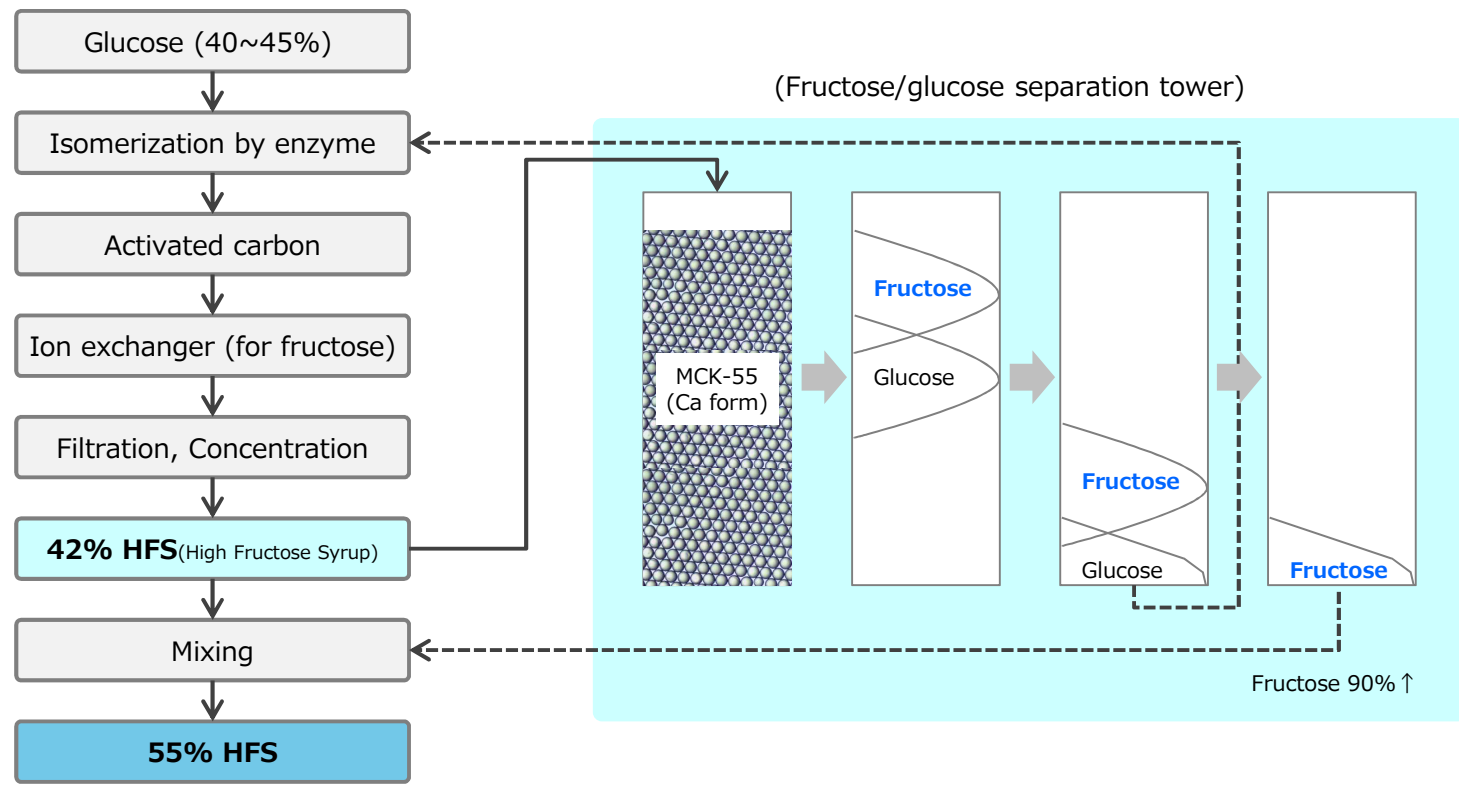 Glucose (40~45%)
Isomerization by enzyme
Activated carbon
Ion exchanger (for fructose)
Filtration, Concentration
42% HFS(High Fructose Syrup)
Mixing
55% HFS
(Fructose/glucose separation tower)
MCK-55
(Ca form)
Fructose
Glucose
Fructose
Glucose
Fructose
Fructose 90%↑